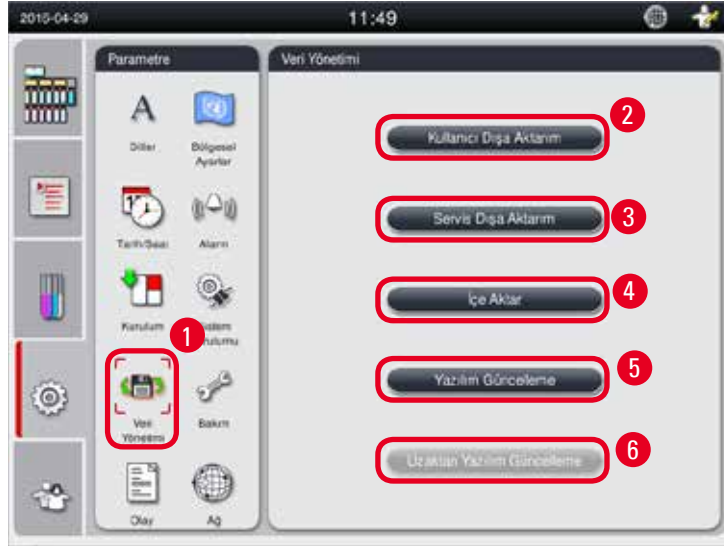 2015-04-29
11:49
Parametre
Veri Yönetimi
Diller
Bölgesel
Ayarlar
Tarih/Saat
Alarm
Kurulum
Sistem
Kurulumu
1
Veri
Yönetimi
Bakım
Olay
Ağ
Kullanıcı Dışa Aktarım
2
Servis Dışa Aktarım
3
İçe Aktar
4
Yazılım Güncelleme
5
Uzaktan Yazılım Güncelleme
6